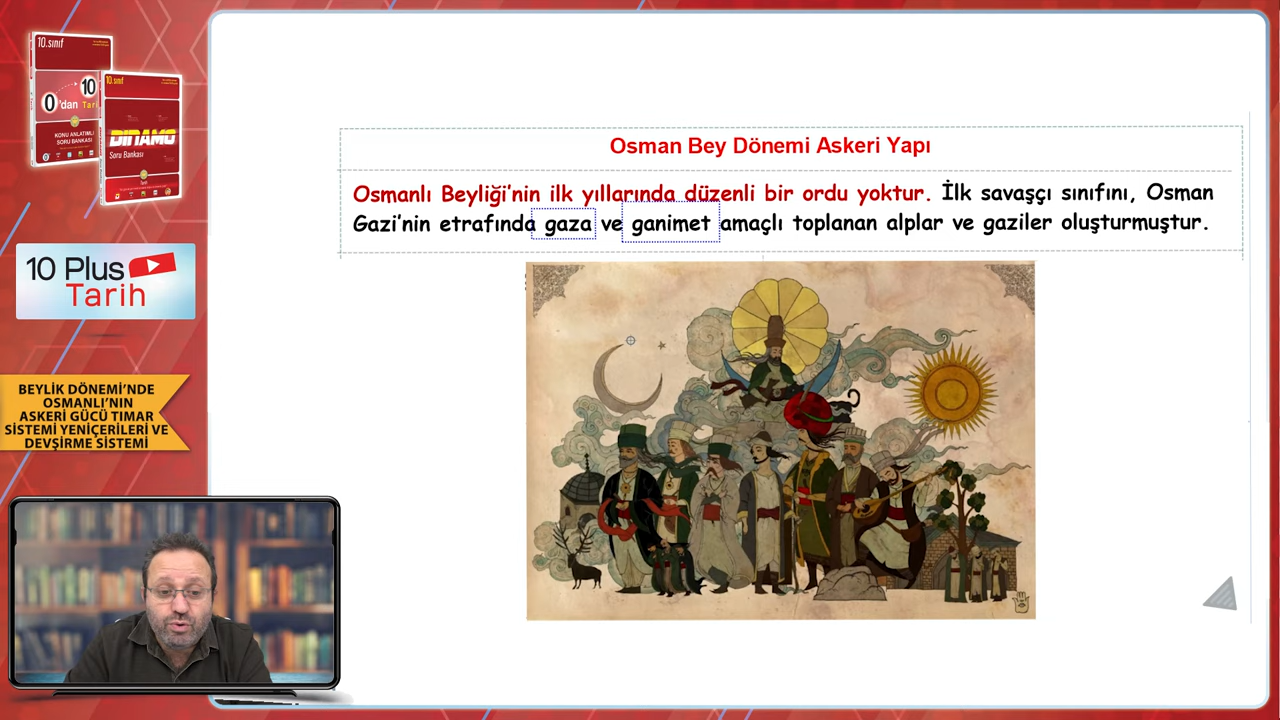 10.sınıf
0'dan 10
Tari
KONU ANLATIMLI
SORU BANKASI
10.sınıf
DINAMO
Soru Bankası
Tarih
10 Plus
Tarih
BEYLİK DÖNEMİ'NDE
OSMANLI'NIN
ASKERİ GÜCÜ TIMAR
SİSTEMİ YENİÇERİLERİ VE
DEVŞİRME SİSTEMİ
Osman Bey Dönemi Askeri Yapı
Osmanlı Beyliği'nin ilk yıllarında düzenli bir ordu yoktur. İlk savaşçı sınıfını, Osman
Gazi'nin etrafında gaza ve ganimet amaçlı toplanan alplar ve gaziler oluşturmuştur.